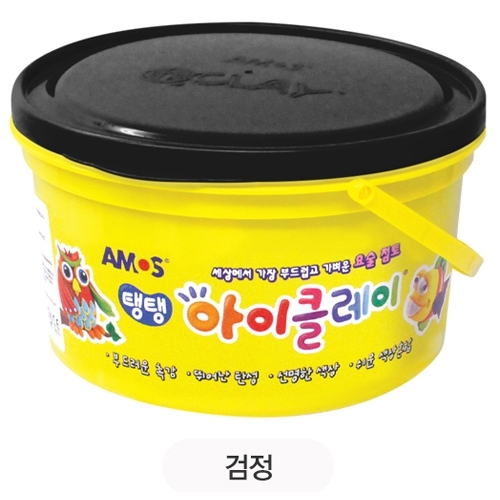 AMOS
iCLAY
AMOS
세상에서 가장 부드럽고 가벼운 요술 점토
탱탱 아이클레이
· 부드러운 촉감 · 뛰어난 탄성 · 선명한 색상 · 쉬운 색상혼합
검정